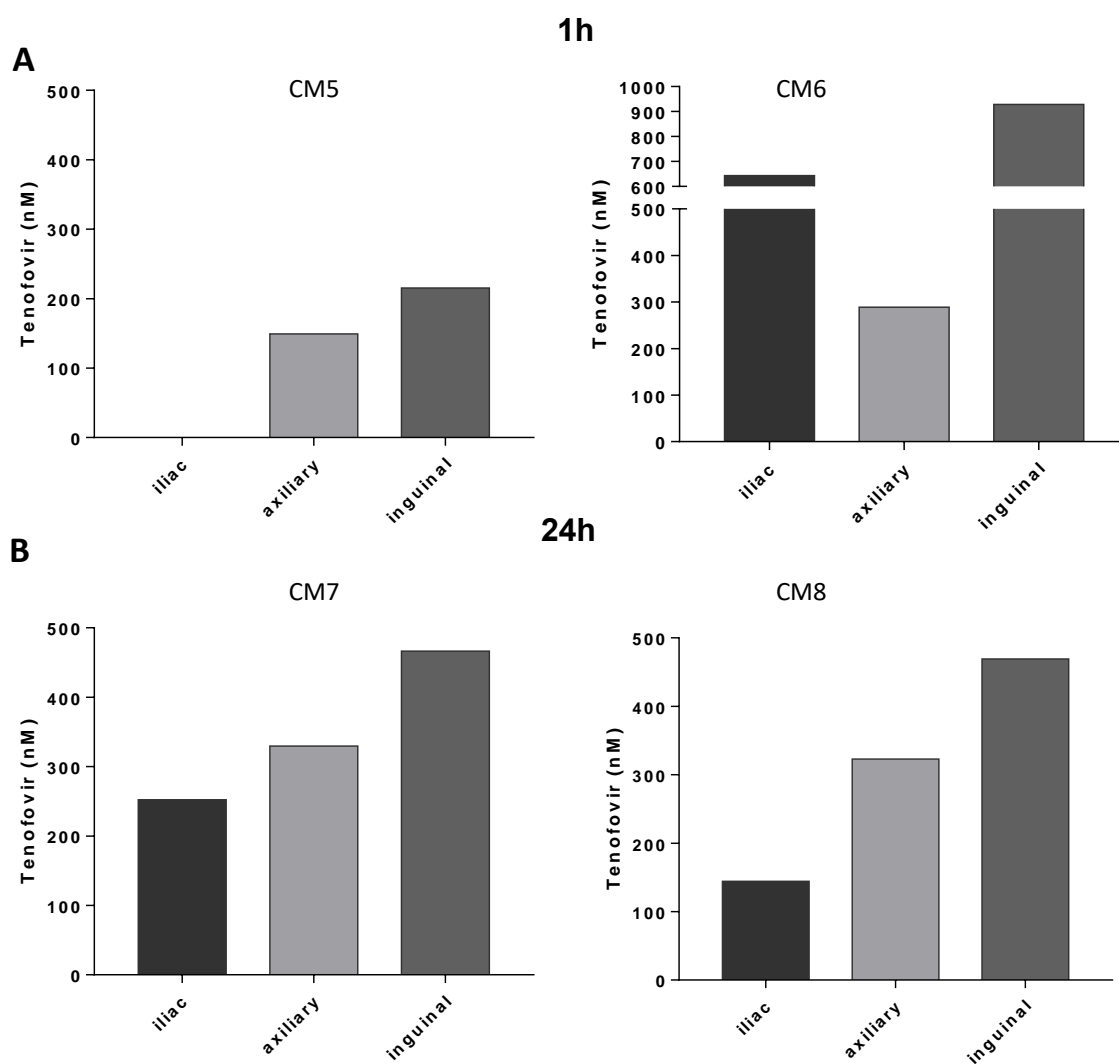 1h
A
CM5
500
400
300
200
100
0
Tenofovir (nM)
iliac
axiliary
inguinal
CM6
1000
900
800
700
600
500
400
300
200
100
0
Tenofovir (nM)
iliac
axiliary
inguinal
24h
B
CM7
500
400
300
200
100
0
Tenofovir (nM)
iliac
axiliary
inguinal
CM8
500
400
300
200
100
0
Tenofovir (nM)
iliac
axiliary
inguinal